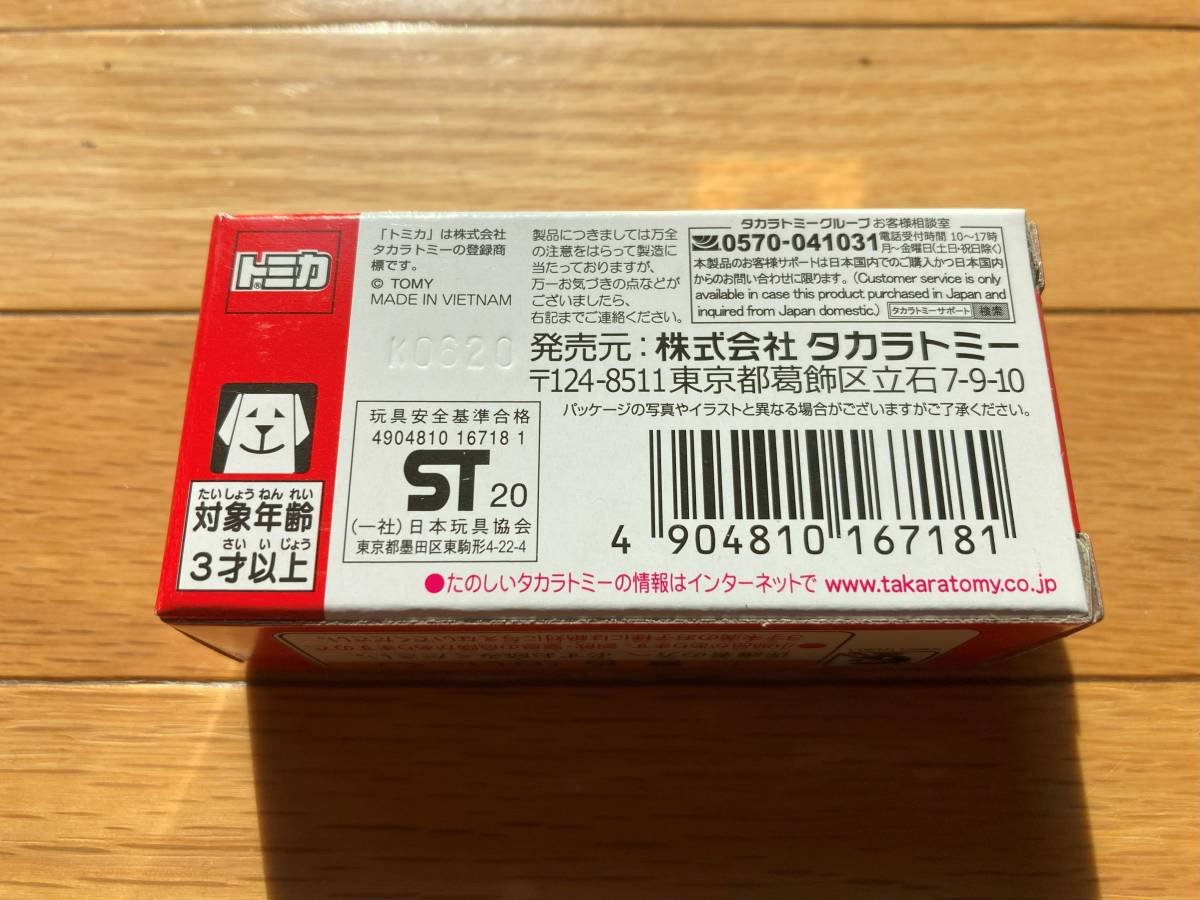 トミカ®
たいしょうねんれい
対象年齢
さいいじょう
3才以上
「トミカ」は株式会社
タカラトミーの登録商
標です。
© TOMY
MADE IN VIETNAM
K0620
製品につきましては万全
の注意をはらって製造に
当たっておりますが、
万一お気づきの点などが
ございましたら、
右記までご連絡ください。
タカラトミーグループ お客様相談室
0570-041031 電話受付時間 10～17時
月～金曜日(土日・祝日除く)
本製品のお客様サポートは日本国内でのご購入かつ日本国内
からのお問い合わせに限ります。(Customer service is only
available in case this product purchased in Japan and
inquired from Japan domestic.) タカラトミーサポート 検索
発売元：株式会社 タカラトミー
〒124-8511 東京都葛飾区立石7-9-10
パッケージの写真やイラストと異なる場合がございますがご了承ください。
玩具安全基準合格
4904810 16718 1
ST 20
(一社)日本玩具協会
東京都墨田区東駒形4-22-4
4 904810 167181
●たのしいタカラトミーの情報はインターネットで www.takaratomy.co.jp